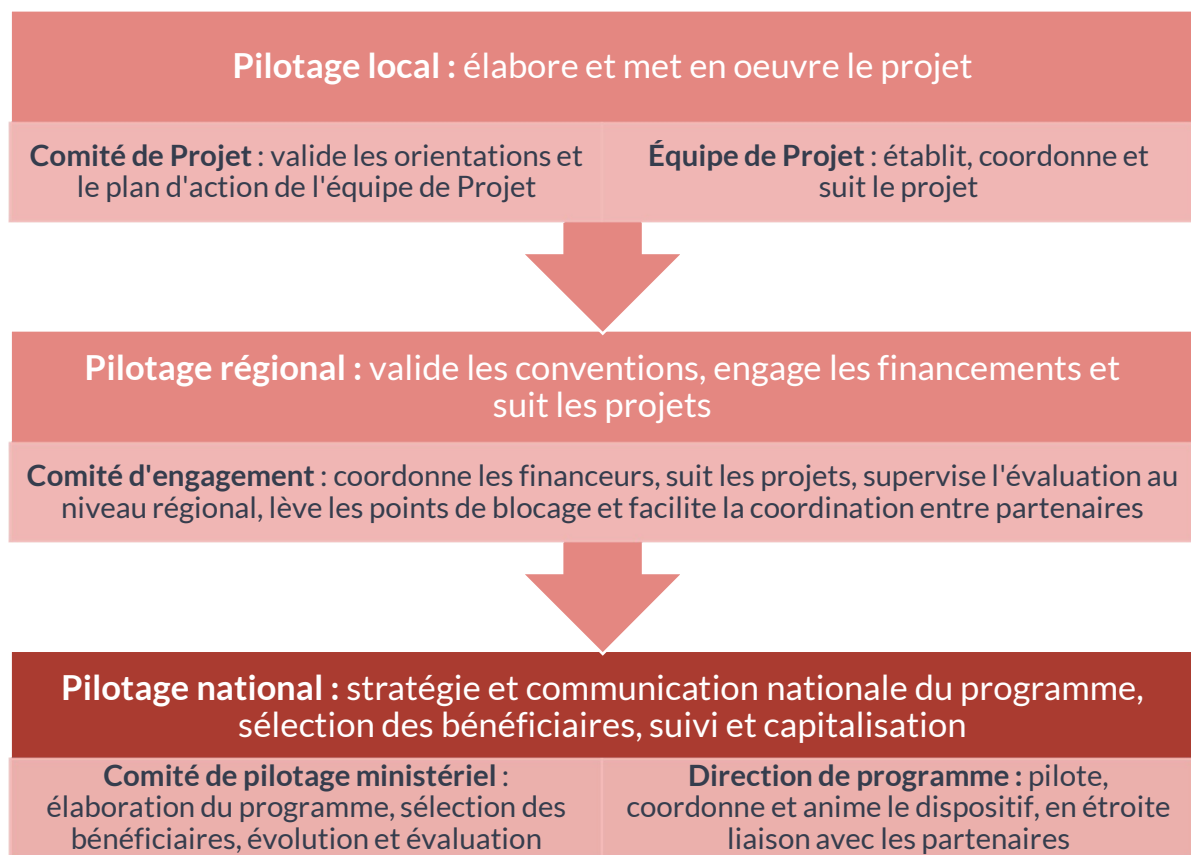 Pilotage local : élabore et met en oeuvre le projet
Comité de Projet : valide les orientations et
le plan d'action de l'équipe de Projet
Équipe de Projet : établit, coordonne et
suit le projet
Pilotage régional : valide les conventions, engage les financements et
suit les projets
Comité d'engagement : coordonne les financeurs, suit les projets, supervise l'évaluation au
niveau régional, lève les points de blocage et facilite la coordination entre partenaires
Pilotage national : stratégie et communication nationale du programme,
sélection des bénéficiaires, suivi et capitalisation
Comité de pilotage ministériel :
élaboration du programme, sélection des
bénéficiaires, évolution et évaluation
Direction de programme : pilote,
coordonne et anime le dispositif, en étroite
liaison avec les partenaires